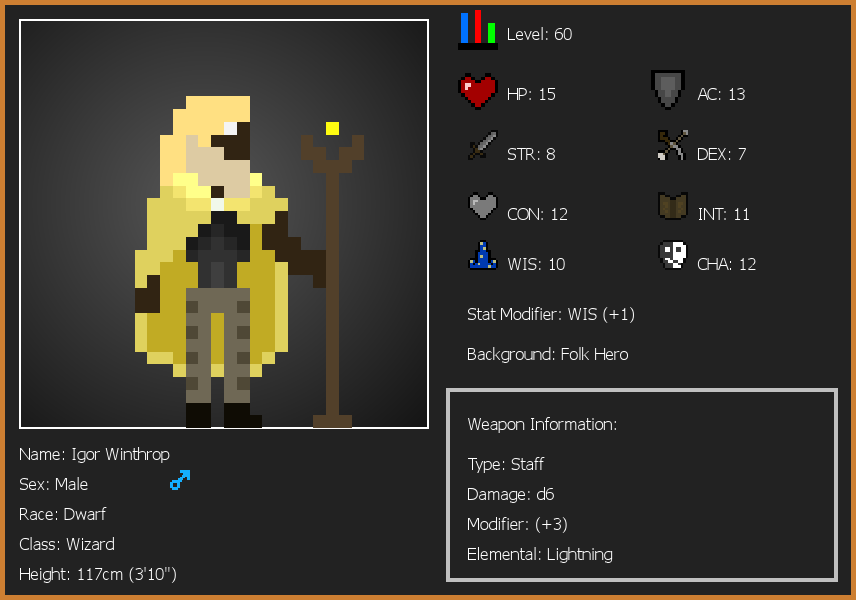 Level: 60
HP: 15
AC: 13
STR: 8
DEX: 7
CON: 12
INT: 11
WIS: 10
CHA: 12
Stat Modifier: WIS (+1)
Background: Folk Hero
Weapon Information:
Type: Staff
Damage: d6
Modifier: (+3)
Elemental: Lightning
Name: Igor Winthrop
Sex: Male
Race: Dwarf
Class: Wizard
Height: 117cm (3'10")